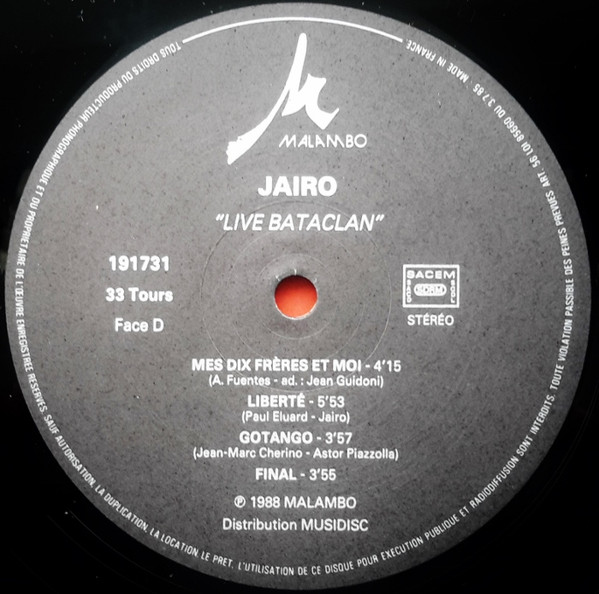 MALAMBO
JAIRO
"LIVE BATACLAN"
191731
33 Tours
Face D
SACEM
SACD
SDRM
SGDL
STÉRÉO
MES DIX FRÈRES ET MOI - 4'15
(A. Fuentes - ad. : Jean Guidoni)
LIBERTÉ - 5'53
(Paul Eluard - Jairo)
GOTANGO - 3'57
(Jean-Marc Cherino - Astor Piazzolla)
FINAL - 3'55
℗ 1988 MALAMBO
Distribution MUSIDISC
TOUS DROITS DU PRODUCTEUR PHONOGRAPHIQUE ET DU PROPRIETAIRE DE L'ŒUVRE ENREGISTREE RESERVES. SAUF AUTORISATION, LA DUPLICATION, LA LOCATION, LE PRET, L'UTILISATION DE CE DISQUE POUR EXECUTION PUBLIQUE ET RADIODIFFUSION SONT INTERDITS. TOUTE VIOLATION PASSIBLE DES PEINES PREVUES ART. 56 LOI 85660 DU 3.7.85 MADE IN FRANCE